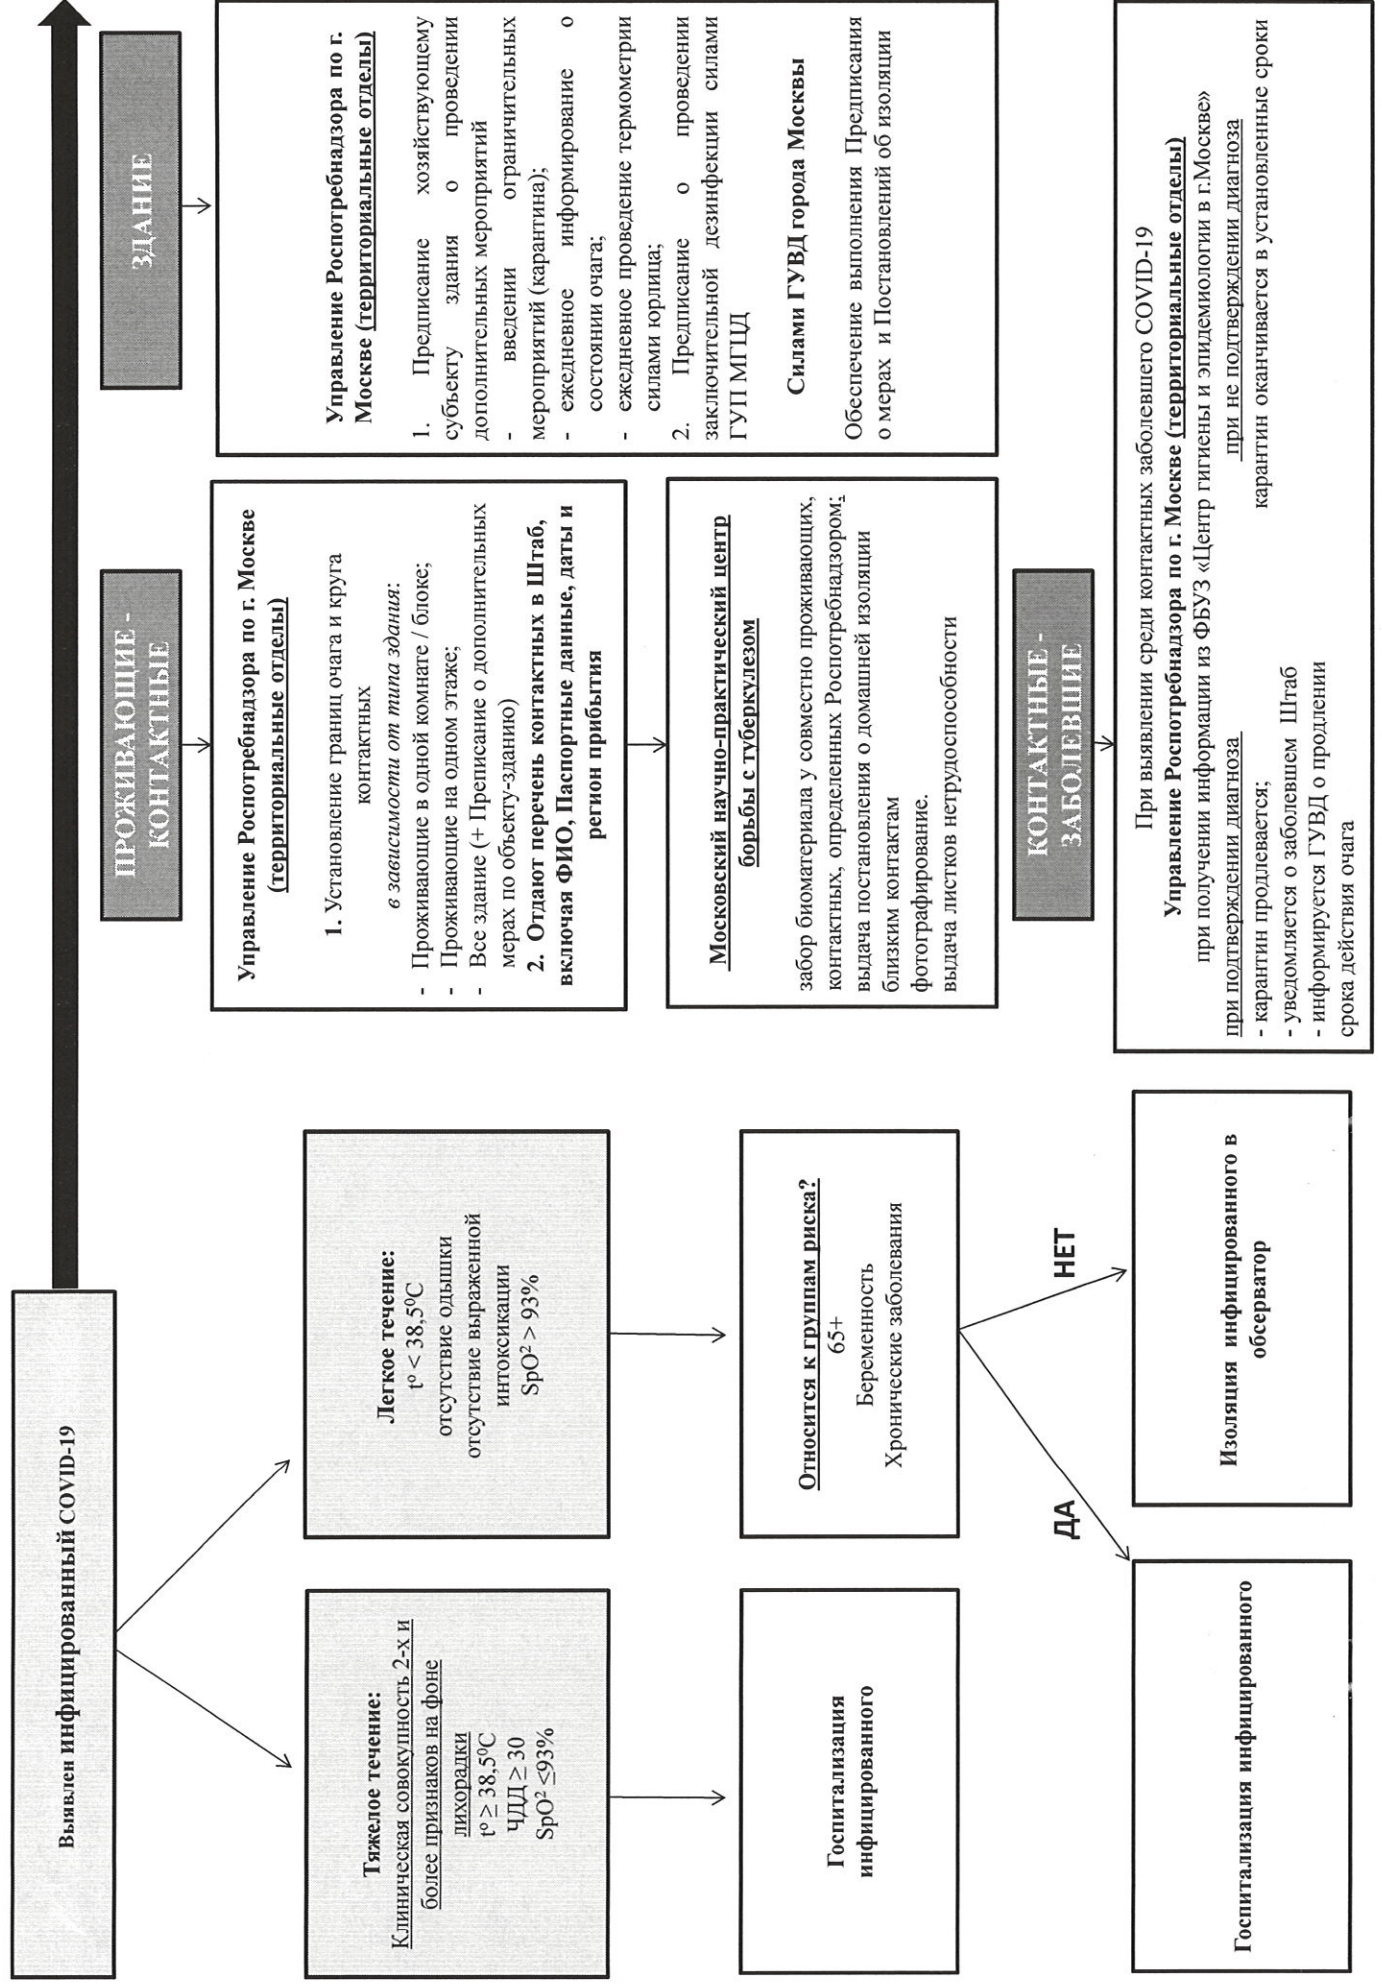 Выявлен инфицированный COVID-19
Тяжелое течение:
Клиническая совокупность 2-х и
более признаков на фоне
лихорадки
tº ≥ 38,5⁰С
ЧДД ≥ 30
SpO² ≤93%
Госпитализация
инфицированного
Легкое течение:
tº < 38,5⁰С
отсутствие одышки
отсутствие выраженной
интоксикации
SpO² > 93%
Относится к группам риска?
65+
Беременность
Хронические заболевания
ДА
НЕТ
Госпитализация инфицированного
Изоляция инфицированного в
обсерватор
ПРОЖИВАЮЩИЕ -
КОНТАКТНЫЕ
Управление Роспотребнадзора по г. Москве
(территориальные отделы)
1. Установление границ очага и круга
контактных
в зависимости от типа здания:
- Проживающие в одной комнате / блоке;
- Проживающие на одном этаже;
- Все здание (+ Преписание о дополнительных
мерах по объекту-зданию)
2. Отдают перечень контактных в Штаб,
включая ФИО, Паспортные данные, даты и
регион прибытия
Московский научно-практический центр
борьбы с туберкулезом
забор биоматериала у совместно проживающих,
контактных, определенных Роспотребнадзором;
выдача постановления о домашней изоляции
близким контактам
фотографирование.
выдача листков нетрудоспособности
ЗДАНИЕ
Управление Роспотребнадзора по г.
Москве (территориальные отделы)
1. Предписание хозяйствующему
субъекту здания о проведении
дополнительных мероприятий
- введении ограничительных
мероприятий (карантина);
- ежедневное информирование о
состоянии очага;
- ежедневное проведение термометрии
силами юрлица;
2. Предписание о проведении
заключительной дезинфекции силами
ГУП МГЦД
Силами ГУВД города Москвы
Обеспечение выполнения Предписания
о мерах и Постановлений об изоляции
КОНТАКТНЫЕ -
ЗАБОЛЕВШИЕ
При выявлении среди контактных заболевшего COVID-19
Управление Роспотребнадзора по г. Москве (территориальные отделы)
при получении информации из ФБУЗ «Центр гигиены и эпидемиологии в г.Москве»
при подтверждении диагноза
- карантин продлевается;
- уведомляется о заболевшем Штаб
- информируется ГУВД о продлении
срока действия очага
при не подтверждении диагноза
карантин оканчивается в установленные сроки